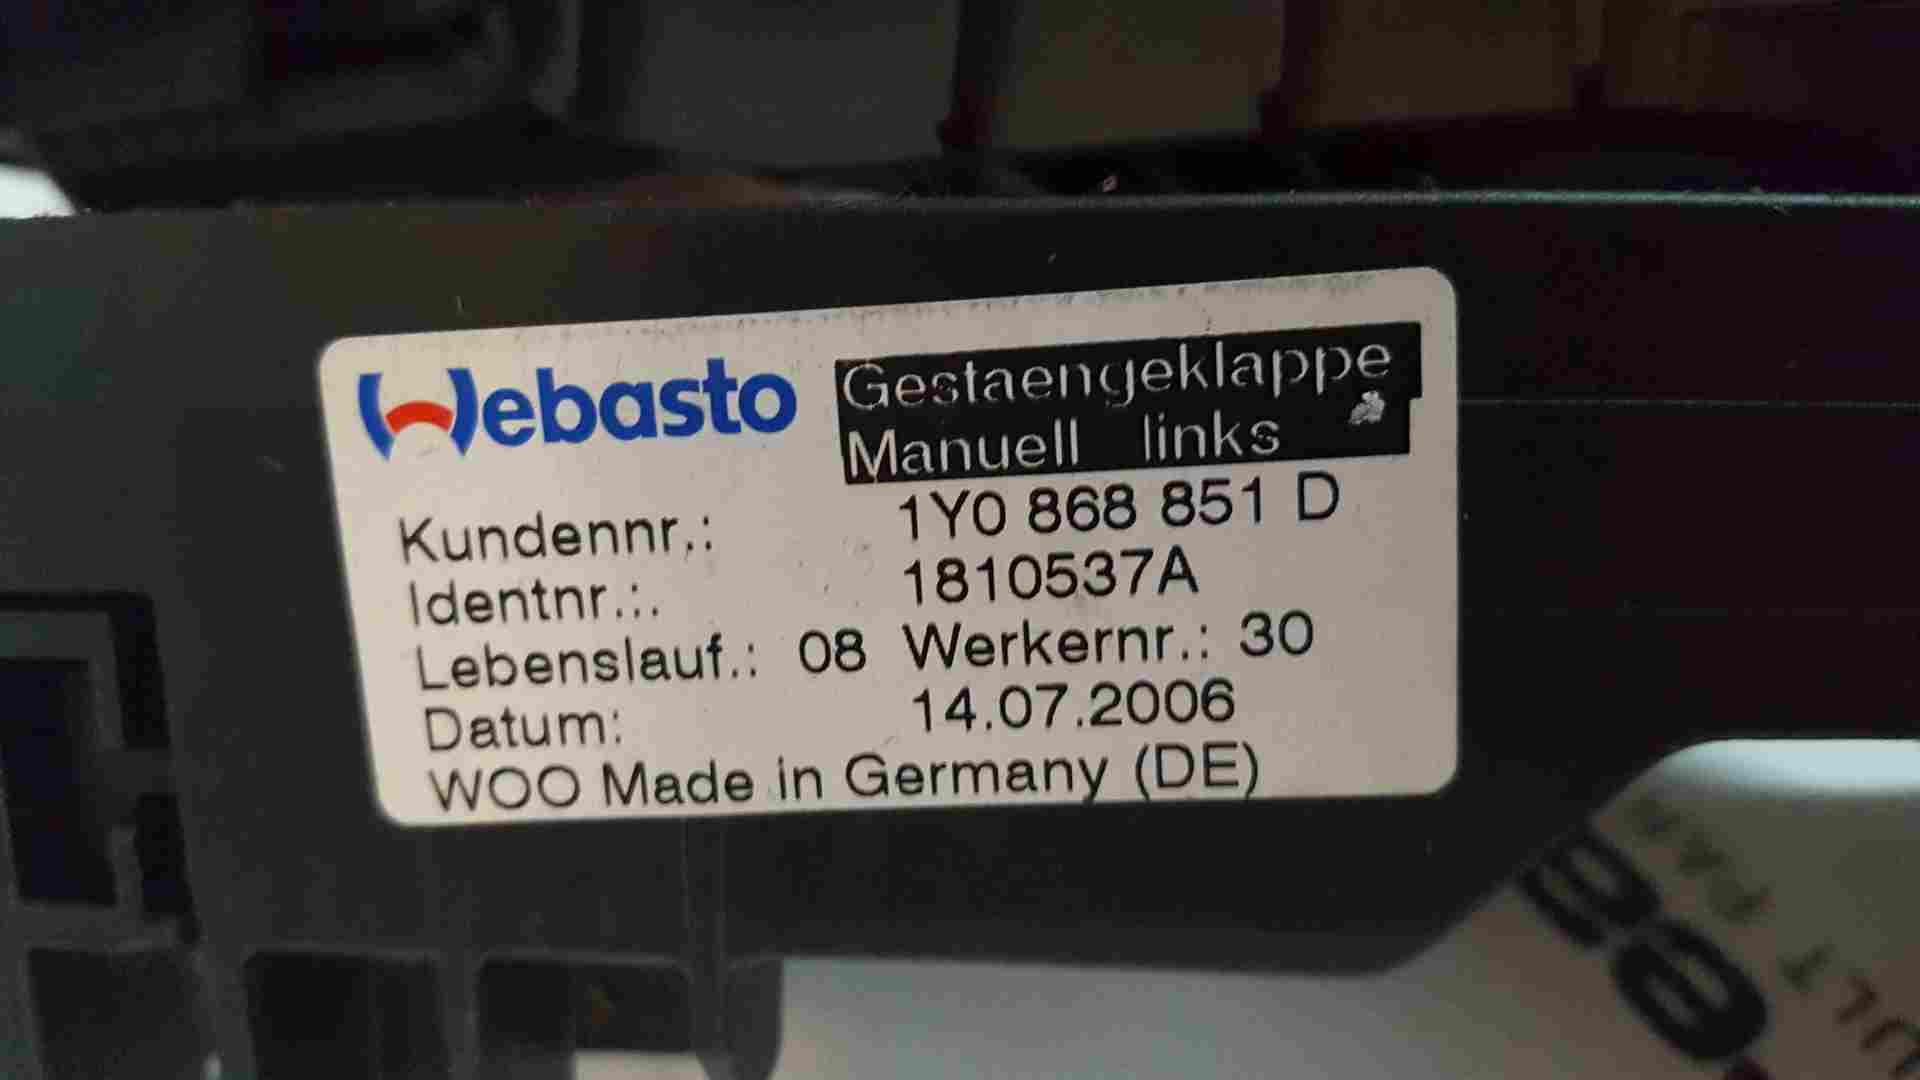 Webasto
Gestaengeklappe
Manuell links
Kundennr.: 1Y0 868 851 D
Identnr.:. 1810537A
Lebenslauf.: 08 Werkernr.: 30
Datum: 14.07.2006
WOO Made in Germany (DE)